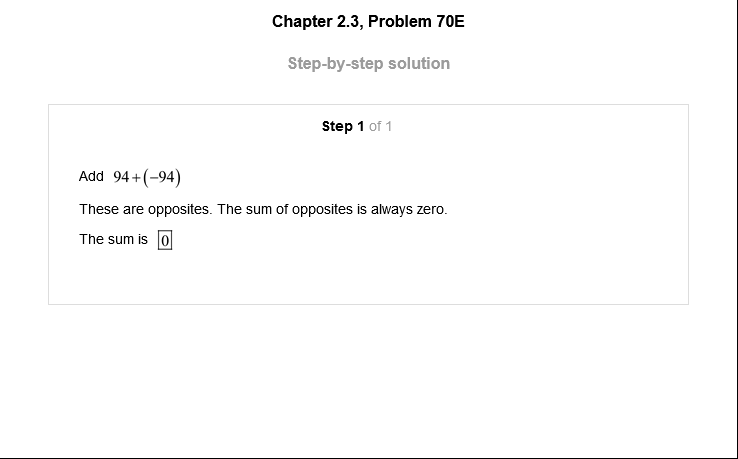 Chapter 2.3, Problem 70E
Step-by-step solution
Step 1 of 1
Add 94+(−94)
These are opposites. The sum of opposites is always zero.
The sum is 0